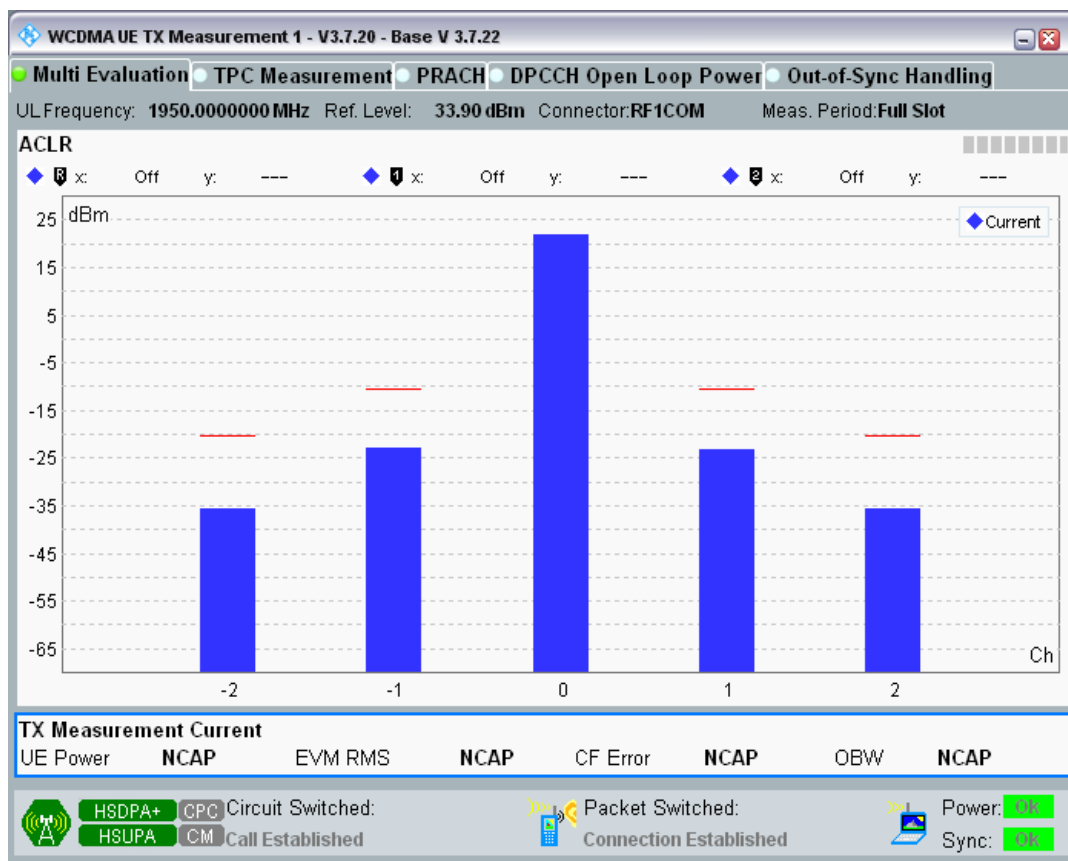 WCDMA UE TX Measurement 1 - V3.7.20 - Base V 3.7.22
Multi Evaluation TPC Measurement PRACH DPCCH Open Loop Power Out-of-Sync Handling
UL Frequency: 1950.0000000 MHz Ref. Level: 33.90 dBm Connector:RF1COM Meas. Period:Full Slot
ACLR
R x: Off y: --- 1 x: Off y: --- 2 x: Off y: ---
dBm
Current
25
15
5
-5
-15
-25
-35
-45
-55
-65
Ch
-2 -1 0 1 2
TX Measurement Current
UE Power NCAP EVM RMS NCAP CF Error NCAP OBW NCAP
HSDPA+ CPC Circuit Switched: Packet Switched: Power: Ok
HSUPA CM Call Established Connection Established Sync: Ok